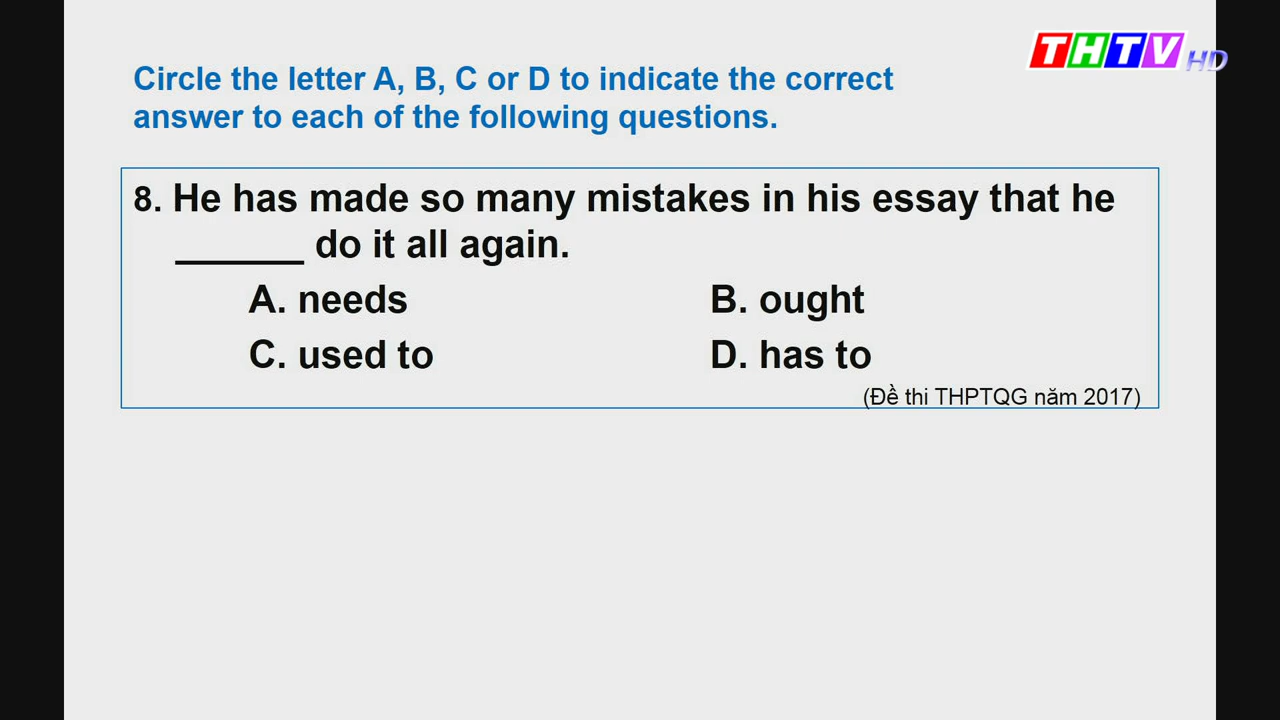 THTV HD
Circle the letter A, B, C or D to indicate the correct
answer to each of the following questions.
8. He has made so many mistakes in his essay that he
______ do it all again.
A. needs B. ought
C. used to D. has to
(Đề thi THPTQG năm 2017)